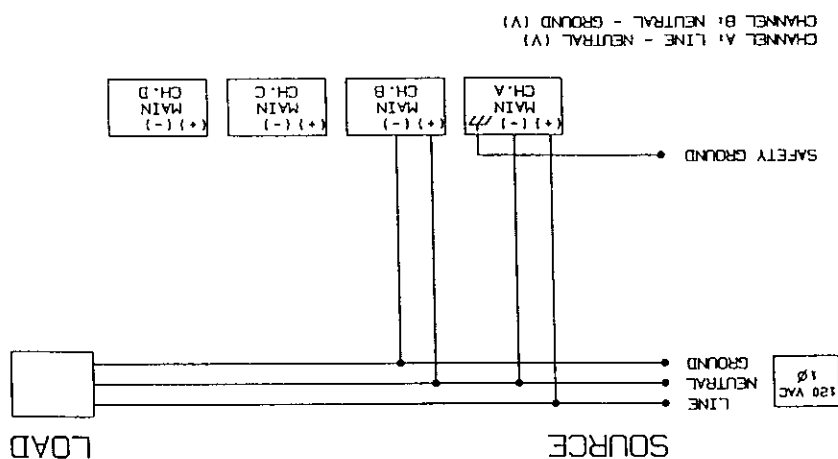 SOURCE
LOAD
120 VAC
1Ø
LINE
NEUTRAL
GROUND
SAFETY GROUND
(+) (-)
MAIN
CH.A
(+) (-)
MAIN
CH.B
(+) (-)
MAIN
CH.C
(+) (-)
MAIN
CH.D
CHANNEL A: LINE - NEUTRAL (V)
CHANNEL B: NEUTRAL - GROUND (V)